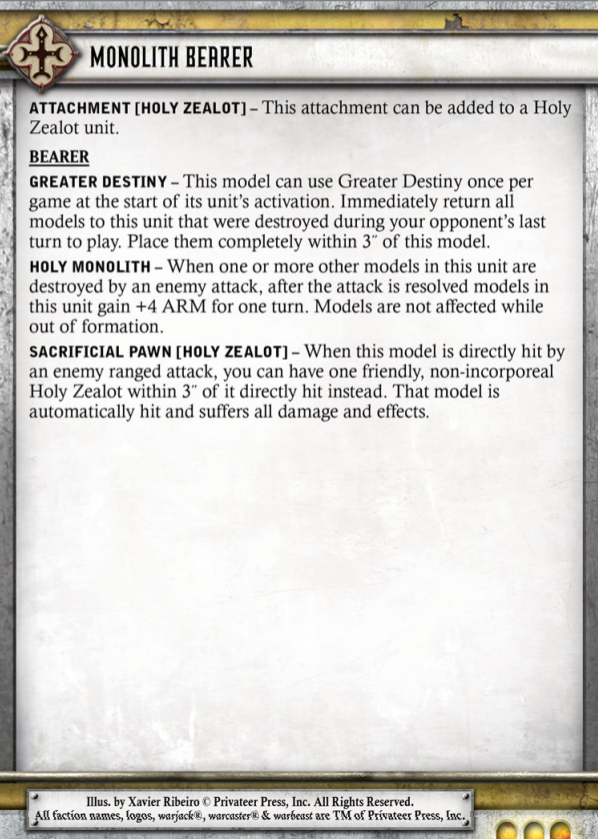 MONOLITH BEARER
ATTACHMENT [HOLY ZEALOT] – This attachment can be added to a Holy
Zealot unit.
BEARER
GREATER DESTINY – This model can use Greater Destiny once per
game at the start of its unit's activation. Immediately return all
models to this unit that were destroyed during your opponent's last
turn to play. Place them completely within 3˝ of this model.
HOLY MONOLITH – When one or more other models in this unit are
destroyed by an enemy attack, after the attack is resolved models in
this unit gain +4 ARM for one turn. Models are not affected while
out of formation.
SACRIFICIAL PAWN [HOLY ZEALOT] – When this model is directly hit by
an enemy ranged attack, you can have one friendly, non-incorporeal
Holy Zealot within 3˝ of it directly hit instead. That model is
automatically hit and suffers all damage and effects.
Illus. by Xavier Ribeiro © Privateer Press, Inc. All Rights Reserved.
All faction names, logos, warjack®, warcaster® & warbeast are TM of Privateer Press, Inc.